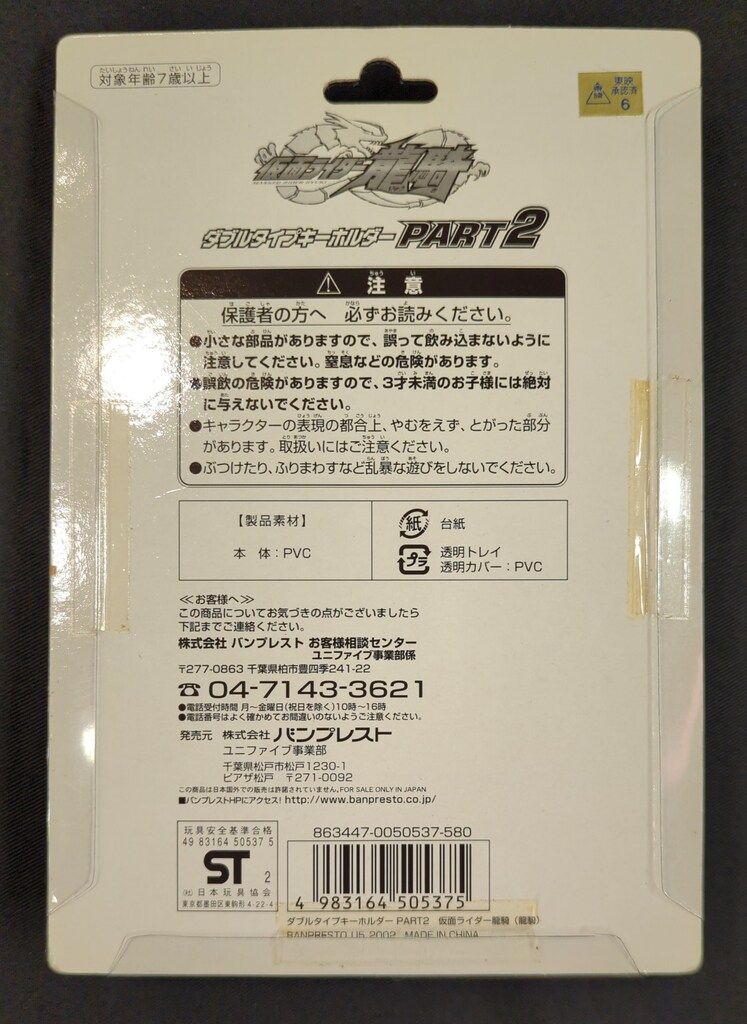 対象年齢7歳以上
東映
承認済
6
仮面ライダー龍騎
ダブルタイプキーホルダー PART2
注意
保護者の方へ 必ずお読みください。
小さな部品がありますので、誤って飲み込まないように
注意してください。窒息などの危険があります。
誤飲の危険がありますので、3才未満のお子様には絶対
に与えないでください。
●キャラクターの表現の都合上、やむをえず、とがった部分
があります。取扱いにはご注意ください。
●ぶつけたり、ふりまわすなど乱暴な遊びをしないでください。
【製品素材】
本 体:PVC
紙 台紙
プラ 透明トレイ
透明カバー:PVC
≪お客様へ≫
この商品についてお気づきの点がございましたら
下記までご連絡ください。
株式会社 バンプレスト お客様相談センター
ユニファイブ事業部係
〒277-0863 千葉県柏市豊四季241-22
☎ 04-7143-3621
●電話受付時間 月〜金曜日(祝日を除く)10時〜16時
●電話番号はよく確かめてお間違いのないようご注意ください。
発売元 株式会社 バンプレスト
ユニファイブ事業部
千葉県松戸市松戸1230-1
ピアザ松戸 〒271-0092
この商品は日本国外での販売は許諾されていません。FOR SALE ONLY IN JAPAN
■バンプレストHPにアクセス! http://www.banpresto.co.jp/
玩具安全基準合格
49 83164 50537 5
ST 2
(社)日本玩具協会
東京都墨田区東駒形4-22-4
863447-0050537-580
4 983164 505375
ダブルタイプキーホルダー PART2 仮面ライダー龍騎(龍騎)
BANPRESTO U5 2002 MADE IN CHINA